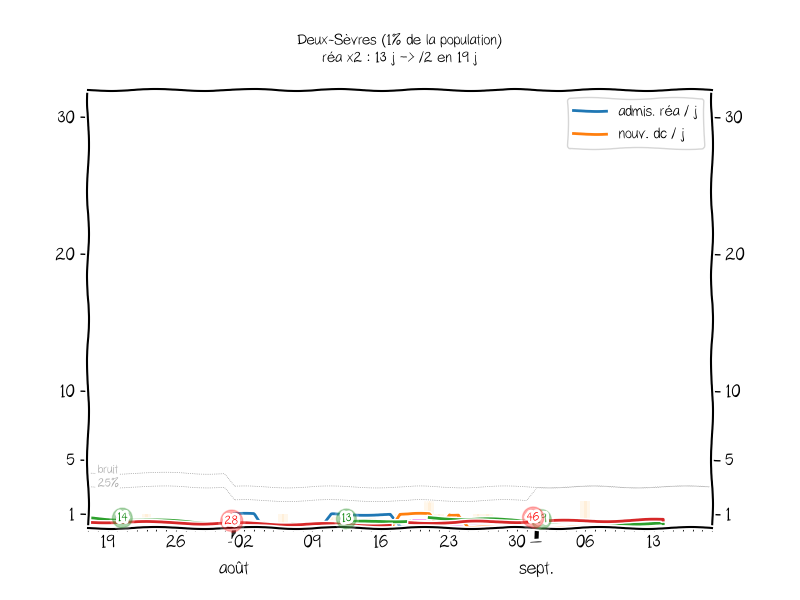 Deux-Sèvres (1% de la population)
réa x2 : 13 j -> /2 en 19 j
admis. réa / j
nouv. dc / j
30 30
20 20
10 10
5 5
bruit
25%
1 1
14 28 13 46
19 26 02 09 16 23 30 06 13
août sept.